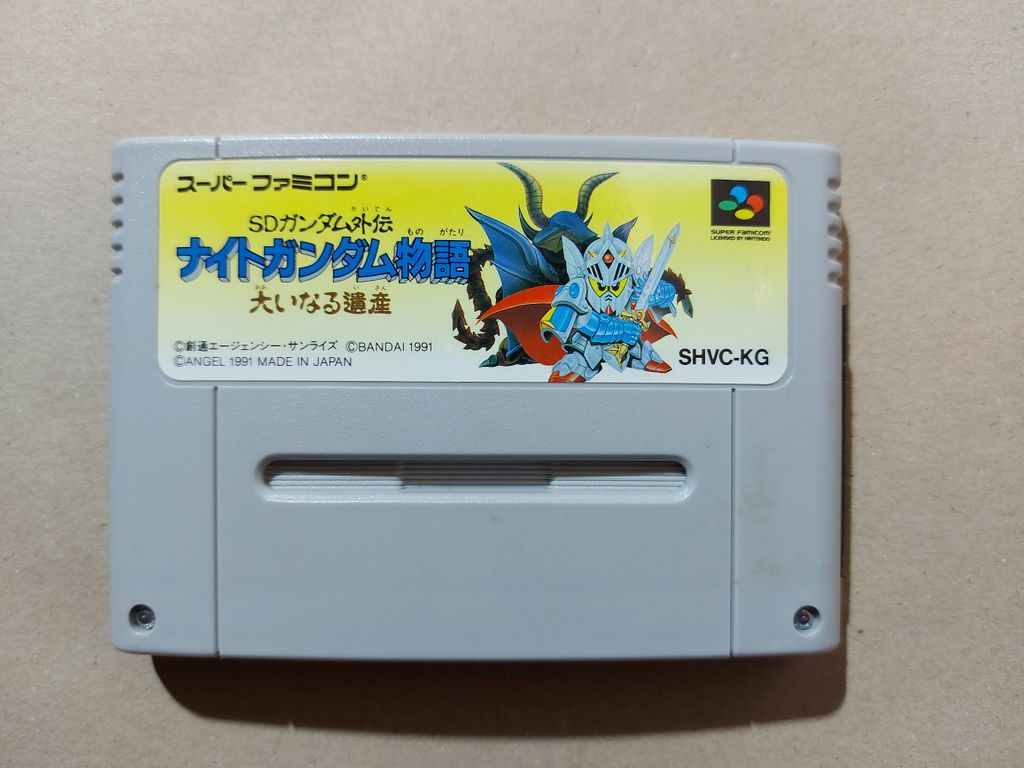 スーパーファミコン®
かいでん
SDガンダム外伝
もの がたり
ナイトガンダム物語
おお いさん
大いなる遺産
©創通エージェンシー・サンライズ ©BANDAI 1991
©ANGEL 1991 MADE IN JAPAN
SUPER FAMICOM
LICENSED BY NINTENDO
SHVC-KG